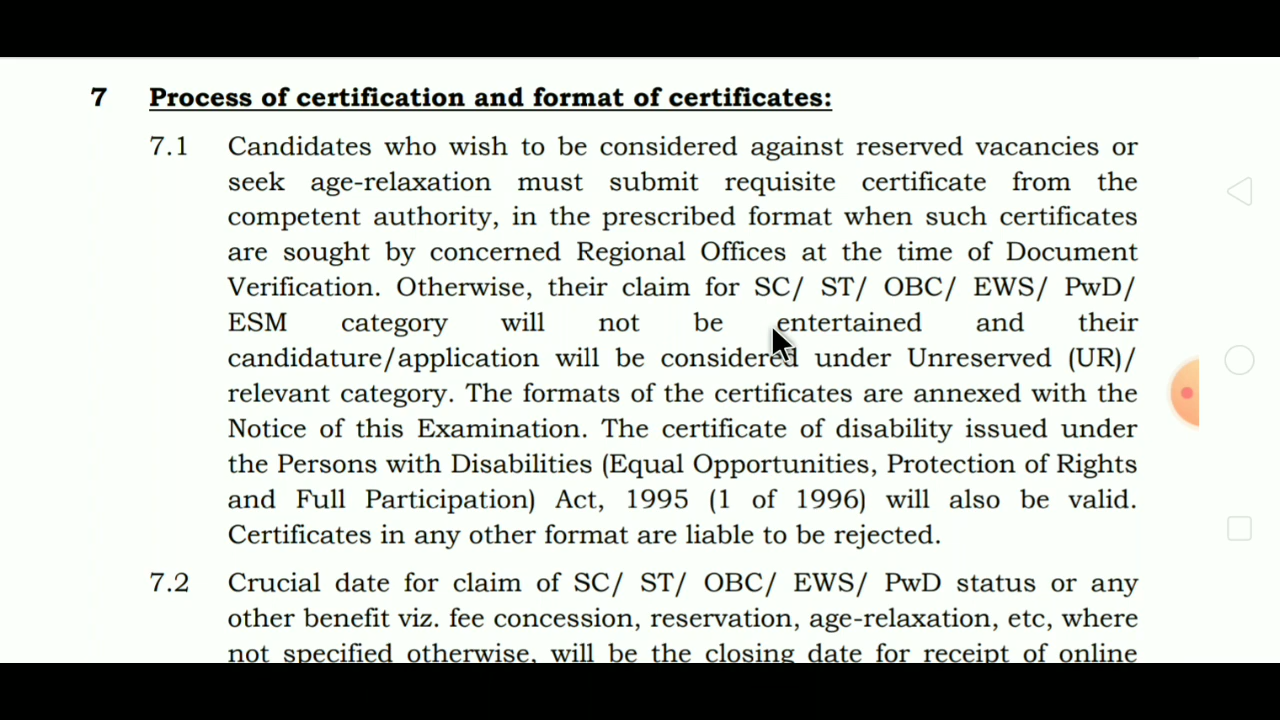 7 Process of certification and format of certificates:
7.1 Candidates who wish to be considered against reserved vacancies or
seek age-relaxation must submit requisite certificate from the
competent authority, in the prescribed format when such certificates
are sought by concerned Regional Offices at the time of Document
Verification. Otherwise, their claim for SC/ ST/ OBC/ EWS/ PwD/
ESM category will not be entertained and their
candidature/application will be considered under Unreserved (UR)/
relevant category. The formats of the certificates are annexed with the
Notice of this Examination. The certificate of disability issued under
the Persons with Disabilities (Equal Opportunities, Protection of Rights
and Full Participation) Act, 1995 (1 of 1996) will also be valid.
Certificates in any other format are liable to be rejected.
7.2 Crucial date for claim of SC/ ST/ OBC/ EWS/ PwD status or any
other benefit viz. fee concession, reservation, age-relaxation, etc, where
not specified otherwise, will be the closing date for receipt of online